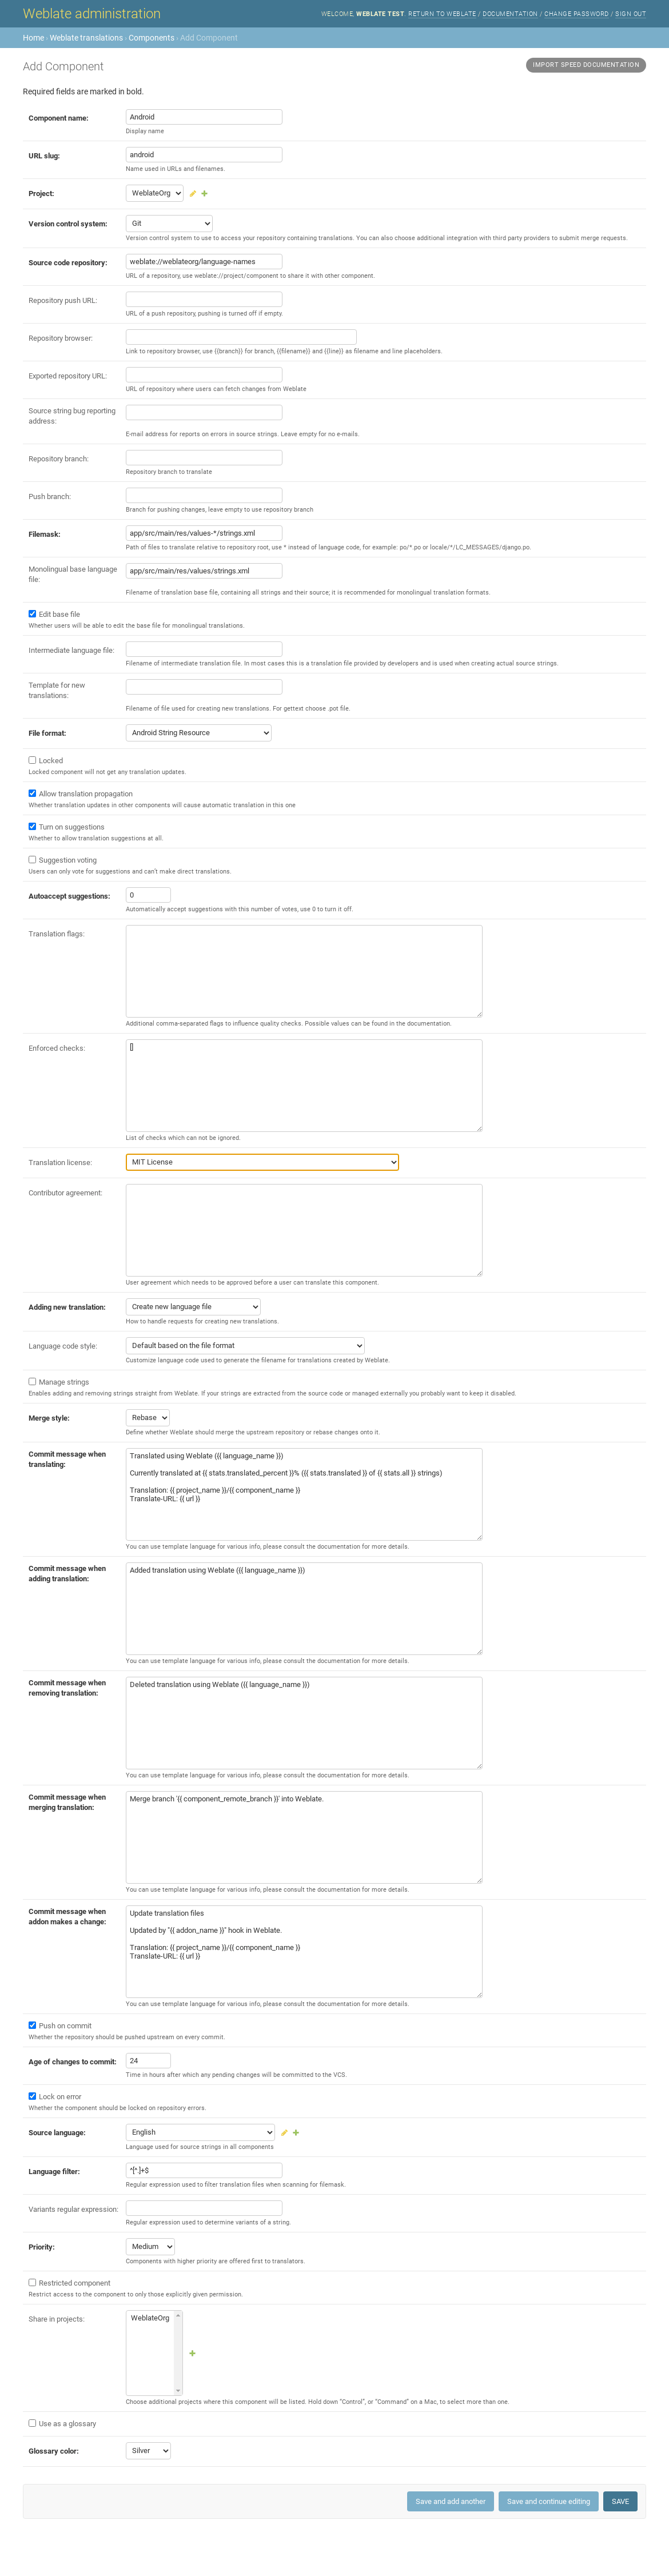 Weblate administration
WELCOME, WEBLATE TEST. RETURN TO WEBLATE / DOCUMENTATION / CHANGE PASSWORD / SIGN OUT
Home › Weblate translations › Components › Add Component
Add Component
IMPORT SPEED DOCUMENTATION
Required fields are marked in bold.
Component name:
Android
Display name
URL slug:
android
Name used in URLs and filenames.
Project:
WeblateOrg
Version control system:
Git
Version control system to use to access your repository containing translations. You can also choose additional integration with third party providers to submit merge requests.
Source code repository:
weblate://weblateorg/language-names
URL of a repository, use weblate://project/component to share it with other component.
Repository push URL:
URL of a push repository, pushing is turned off if empty.
Repository browser:
Link to repository browser, use {{branch}} for branch, {{filename}} and {{line}} as filename and line placeholders.
Exported repository URL:
URL of repository where users can fetch changes from Weblate
Source string bug reporting
address:
E-mail address for reports on errors in source strings. Leave empty for no e-mails.
Repository branch:
Repository branch to translate
Push branch:
Branch for pushing changes, leave empty to use repository branch
Filemask:
app/src/main/res/values-*/strings.xml
Path of files to translate relative to repository root, use * instead of language code, for example: po/*.po or locale/*/LC_MESSAGES/django.po.
Monolingual base language
file:
app/src/main/res/values/strings.xml
Filename of translation base file, containing all strings and their source; it is recommended for monolingual translation formats.
Edit base file
Whether users will be able to edit the base file for monolingual translations.
Intermediate language file:
Filename of intermediate translation file. In most cases this is a translation file provided by developers and is used when creating actual source strings.
Template for new
translations:
Filename of file used for creating new translations. For gettext choose .pot file.
File format:
Android String Resource
Locked
Locked component will not get any translation updates.
Allow translation propagation
Whether translation updates in other components will cause automatic translation in this one
Turn on suggestions
Whether to allow translation suggestions at all.
Suggestion voting
Users can only vote for suggestions and can't make direct translations.
Autoaccept suggestions:
0
Automatically accept suggestions with this number of votes, use 0 to turn it off.
Translation flags:
Additional comma-separated flags to influence quality checks. Possible values can be found in the documentation.
Enforced checks:
[]
List of checks which can not be ignored.
Translation license:
MIT License
Contributor agreement:
User agreement which needs to be approved before a user can translate this component.
Adding new translation:
Create new language file
How to handle requests for creating new translations.
Language code style:
Default based on the file format
Customize language code used to generate the filename for translations created by Weblate.
Manage strings
Enables adding and removing strings straight from Weblate. If your strings are extracted from the source code or managed externally you probably want to keep it disabled.
Merge style:
Rebase
Define whether Weblate should merge the upstream repository or rebase changes onto it.
Commit message when
translating:
Translated using Weblate ({{ language_name }})
Currently translated at {{ stats.translated_percent }}% ({{ stats.translated }} of {{ stats.all }} strings)
Translation: {{ project_name }}/{{ component_name }}
Translate-URL: {{ url }}
You can use template language for various info, please consult the documentation for more details.
Commit message when
adding translation:
Added translation using Weblate ({{ language_name }})
You can use template language for various info, please consult the documentation for more details.
Commit message when
removing translation:
Deleted translation using Weblate ({{ language_name }})
You can use template language for various info, please consult the documentation for more details.
Commit message when
merging translation:
Merge branch '{{ component_remote_branch }}' into Weblate.
You can use template language for various info, please consult the documentation for more details.
Commit message when
addon makes a change:
Update translation files
Updated by "{{ addon_name }}" hook in Weblate.
Translation: {{ project_name }}/{{ component_name }}
Translate-URL: {{ url }}
You can use template language for various info, please consult the documentation for more details.
Push on commit
Whether the repository should be pushed upstream on every commit.
Age of changes to commit:
24
Time in hours after which any pending changes will be committed to the VCS.
Lock on error
Whether the component should be locked on repository errors.
Source language:
English
Language used for source strings in all components
Language filter:
^[^.]+$
Regular expression used to filter translation files when scanning for filemask.
Variants regular expression:
Regular expression used to determine variants of a string.
Priority:
Medium
Components with higher priority are offered first to translators.
Restricted component
Restrict access to the component to only those explicitly given permission.
Share in projects:
WeblateOrg
Choose additional projects where this component will be listed. Hold down “Control”, or “Command” on a Mac, to select more than one.
Use as a glossary
Glossary color:
Silver
Save and add another
Save and continue editing
SAVE